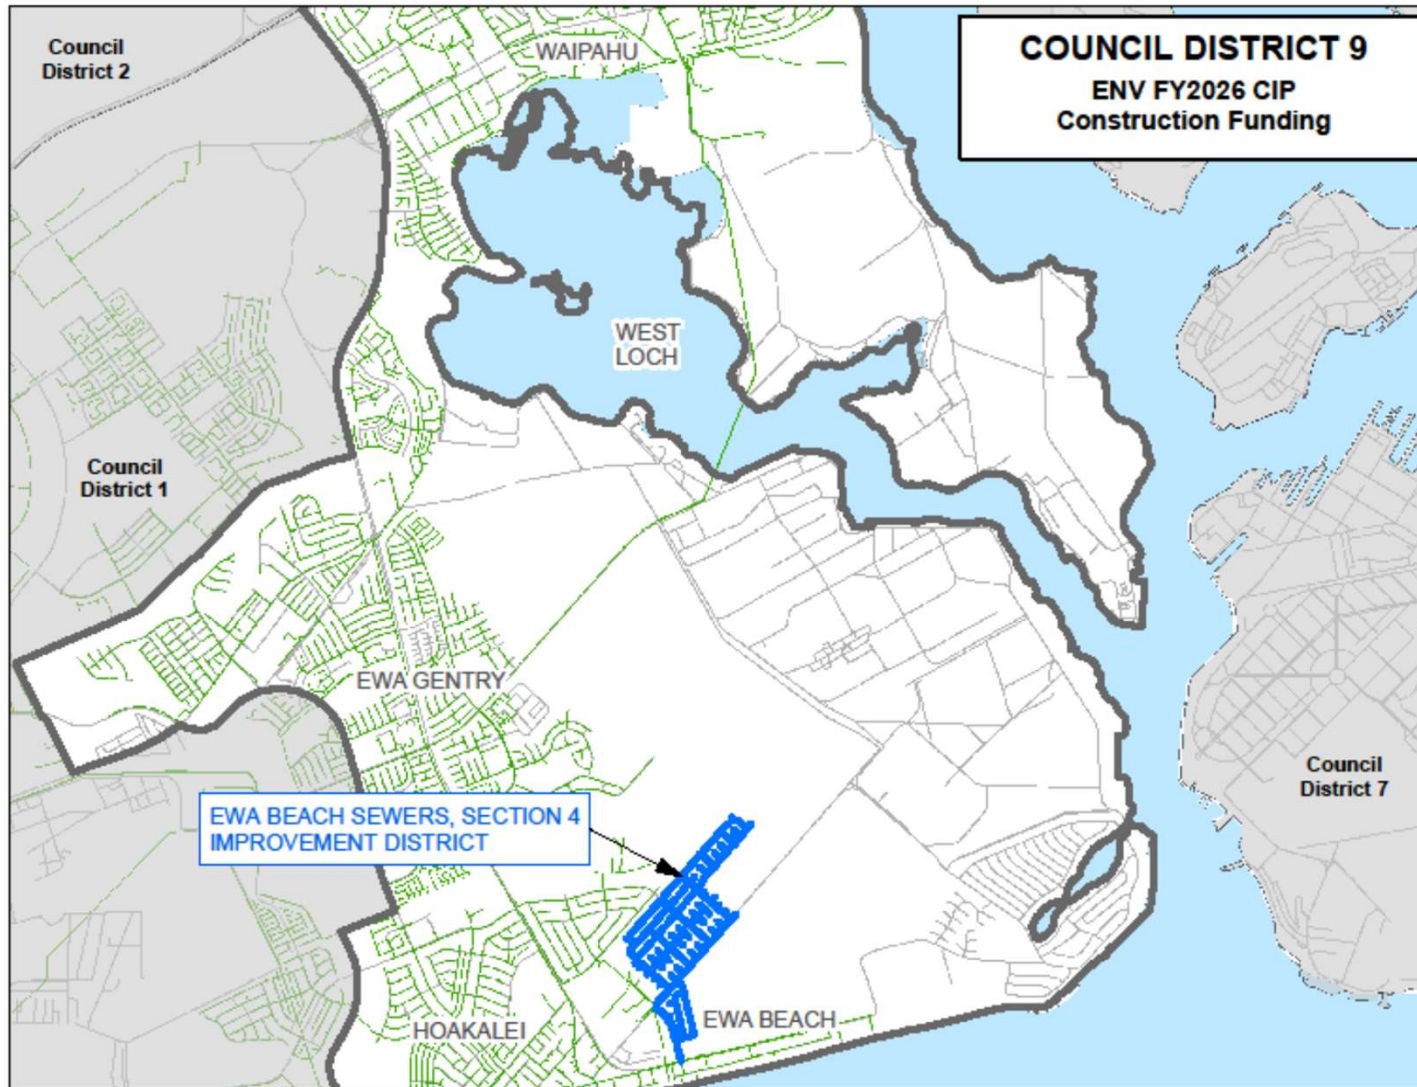 COUNCIL DISTRICT 9
ENV FY2026 CIP
Construction Funding
Council
District 2
WAIPAHU
WEST
LOCH
Council
District 1
EWA GENTRY
Council
District 7
EWA BEACH SEWERS, SECTION 4
IMPROVEMENT DISTRICT
HOAKALEI
EWA BEACH